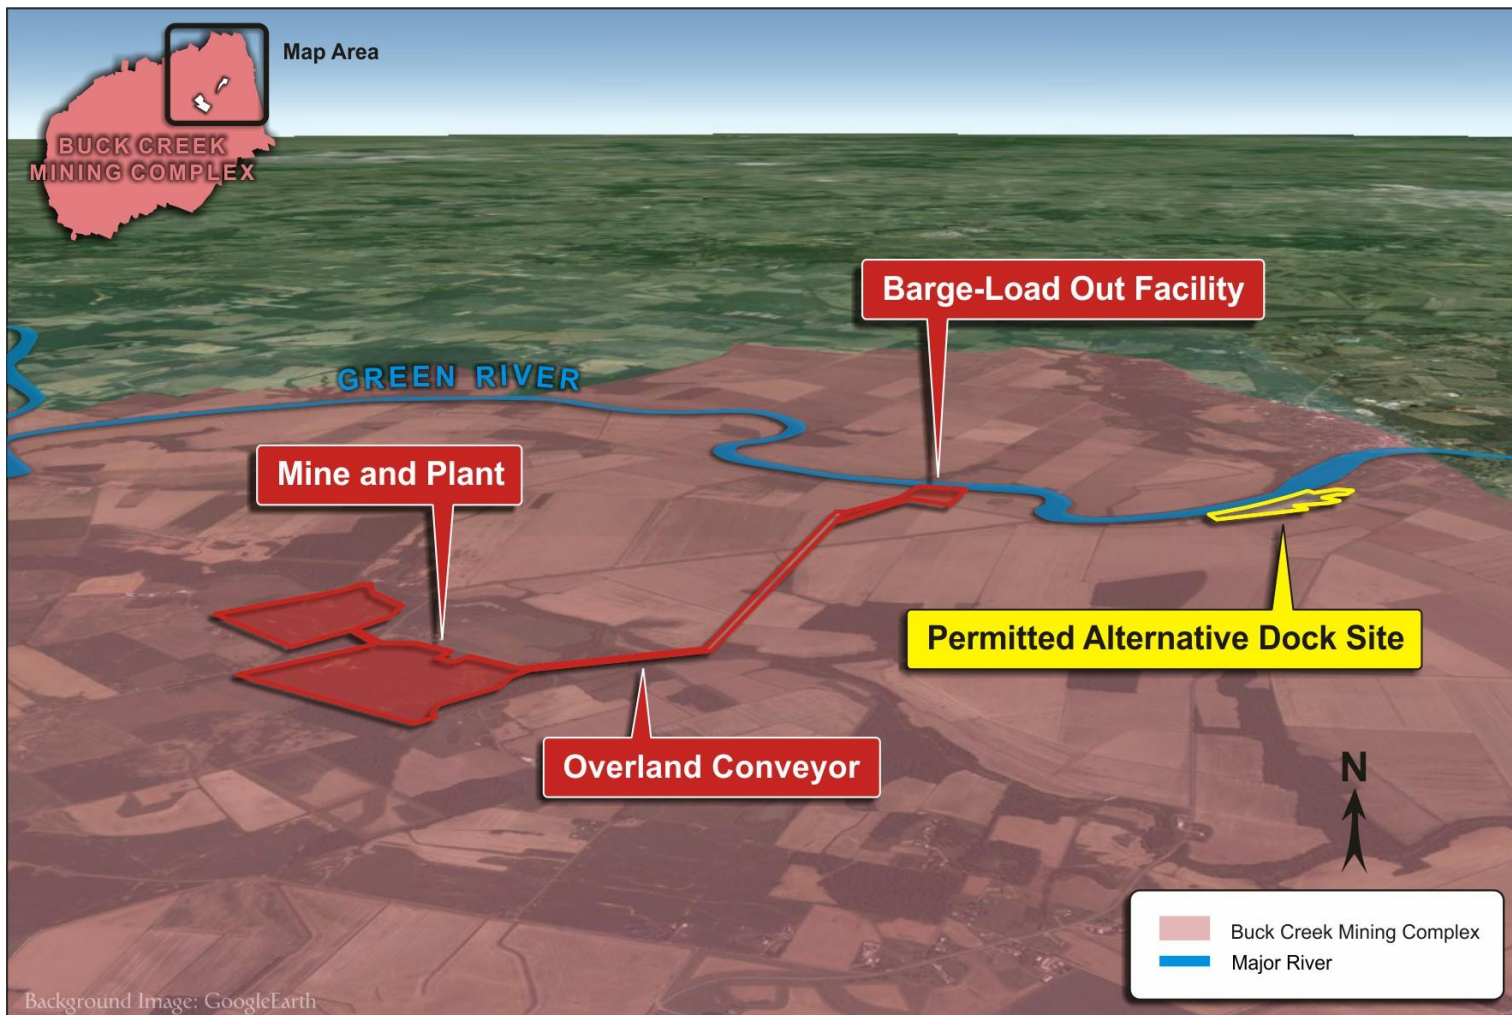 Map Area
BUCK CREEK
MINING COMPLEX
Barge-Load Out Facility
GREEN RIVER
Mine and Plant
Permitted Alternative Dock Site
Overland Conveyor
N
Buck Creek Mining Complex
Major River
Background Image: GoogleEarth